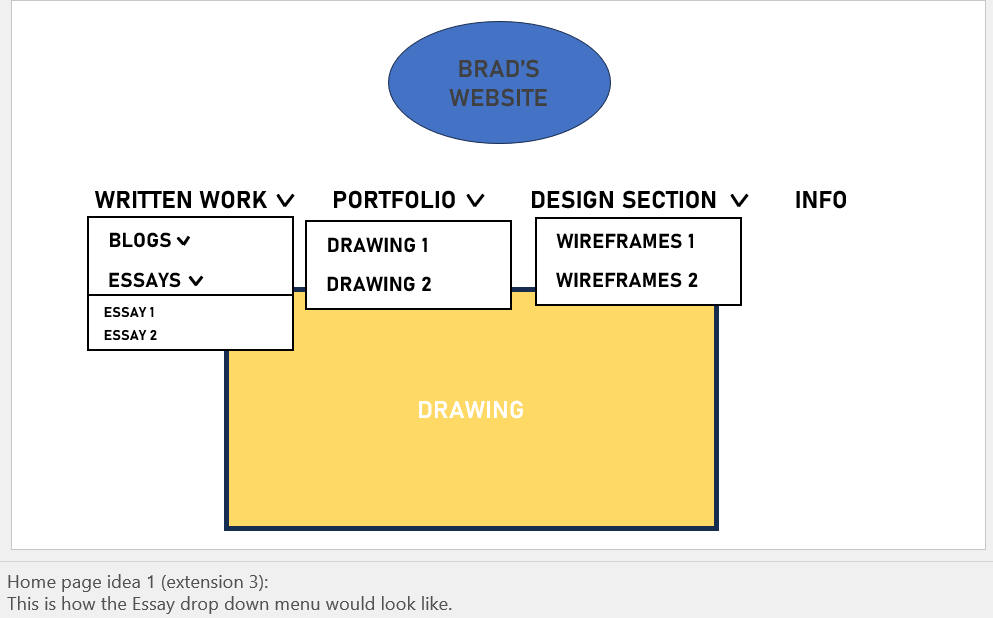 BRAD'S
WEBSITE
WRITTEN WORK
PORTFOLIO
DESIGN SECTION
INFO
BLOGS
ESSAYS
ESSAY 1
ESSAY 2
DRAWING 1
DRAWING 2
WIREFRAMES 1
WIREFRAMES 2
DRAWING
Home page idea 1 (extension 3):
This is how the Essay drop down menu would look like.